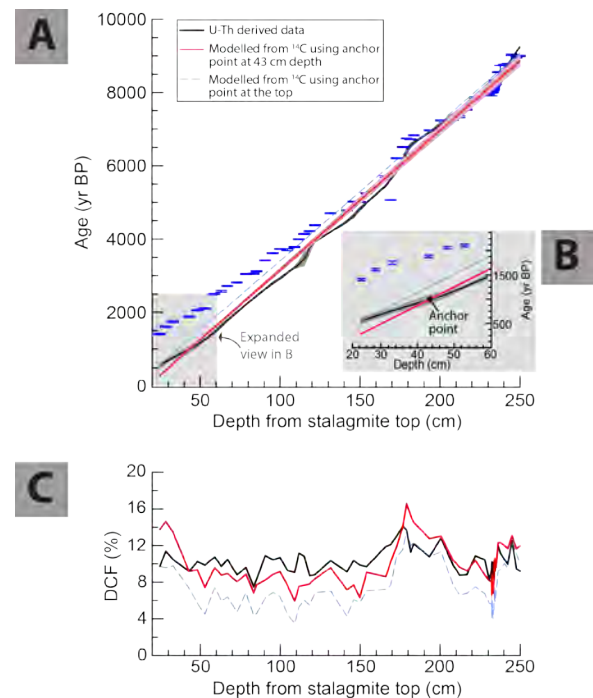 A
U-Th derived data
Modelled from ¹⁴C using anchor
point at 43 cm depth
Modelled from ¹⁴C using anchor
point at the top
10000
8000
6000
4000
2000
0
Age (yr BP)
Expanded
view in B
50
100
150
200
250
Depth from stalagmite top (cm)
B
1500
500
Age (yr BP)
Anchor
point
20 30 40 50 60
Depth (cm)
C
20
16
12
8
4
0
DCF (%)
50
100
150
200
250
Depth from stalagmite top (cm)